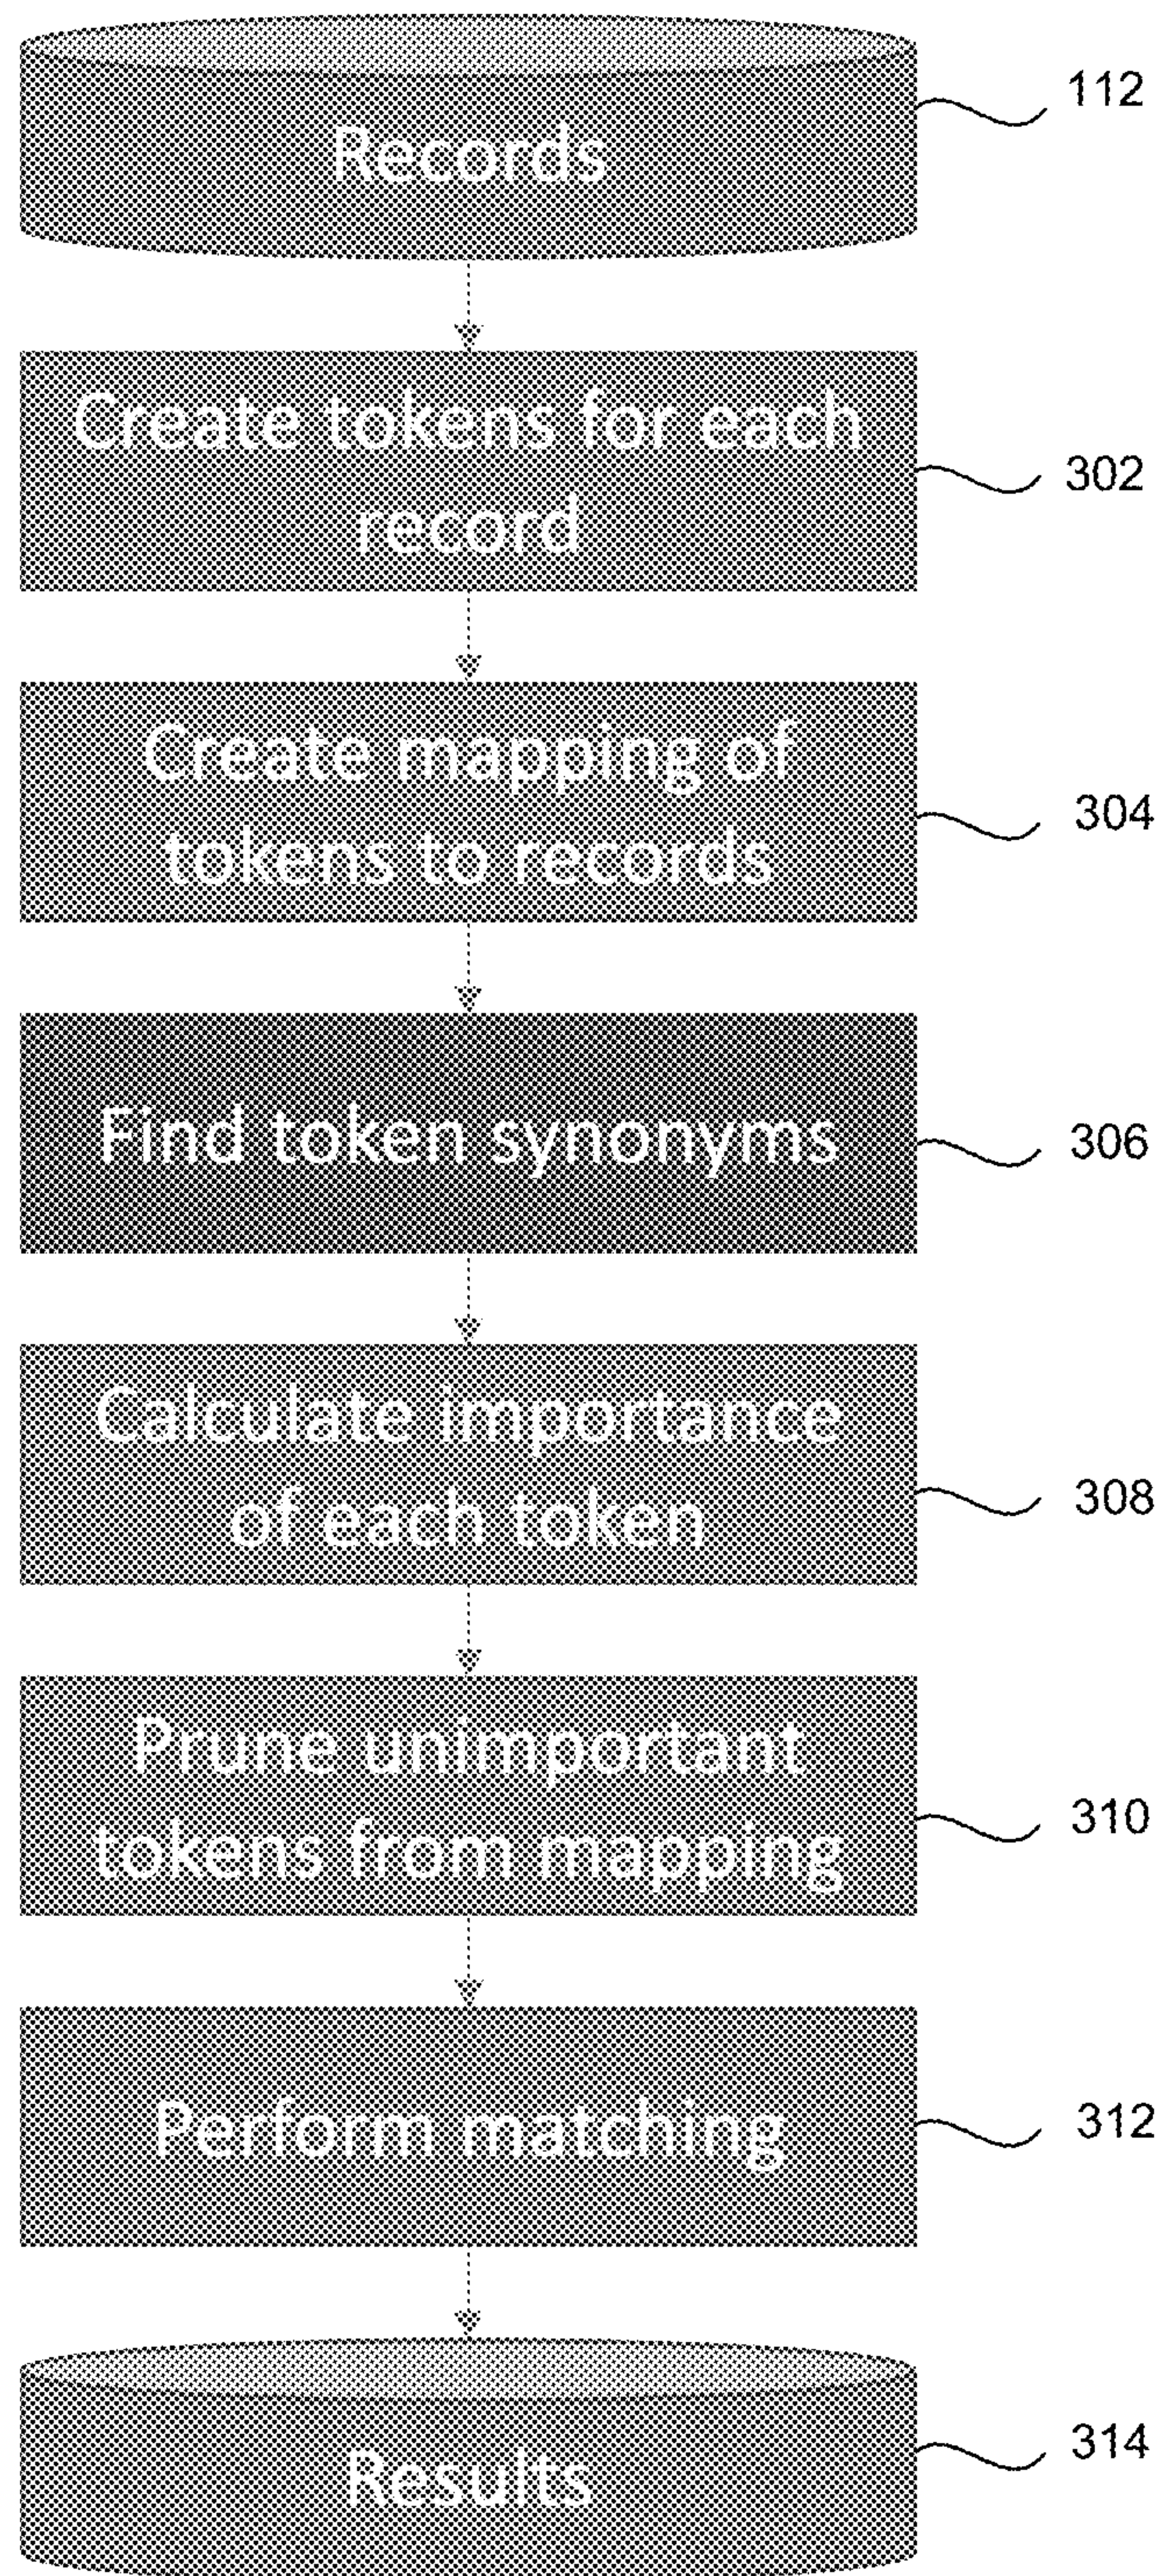 Records
112
Create tokens for each
record
302
Create mapping of
tokens to records
304
Find token synonyms
306
Calculate importance
of each token
308
Prune unimportant
tokens from mapping
310
Perform matching
312
Results
314